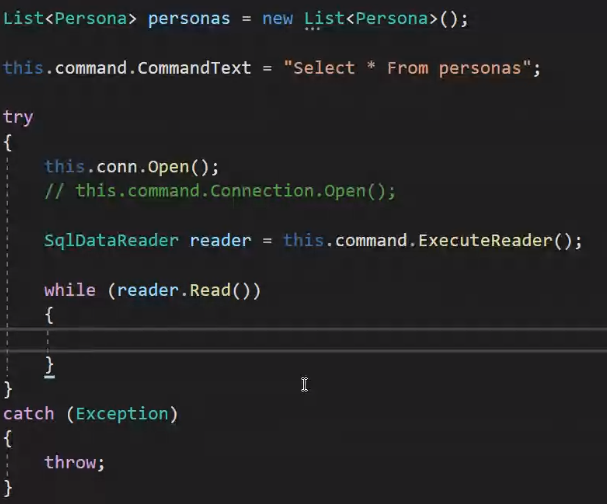 List<Persona> personas = new List<Persona>();
this.command.CommandText = "Select * From personas";
try
{
this.conn.Open();
// this.command.Connection.Open();
SqlDataReader reader = this.command.ExecuteReader();
while (reader.Read())
{
}
}
catch (Exception)
{
throw;
}